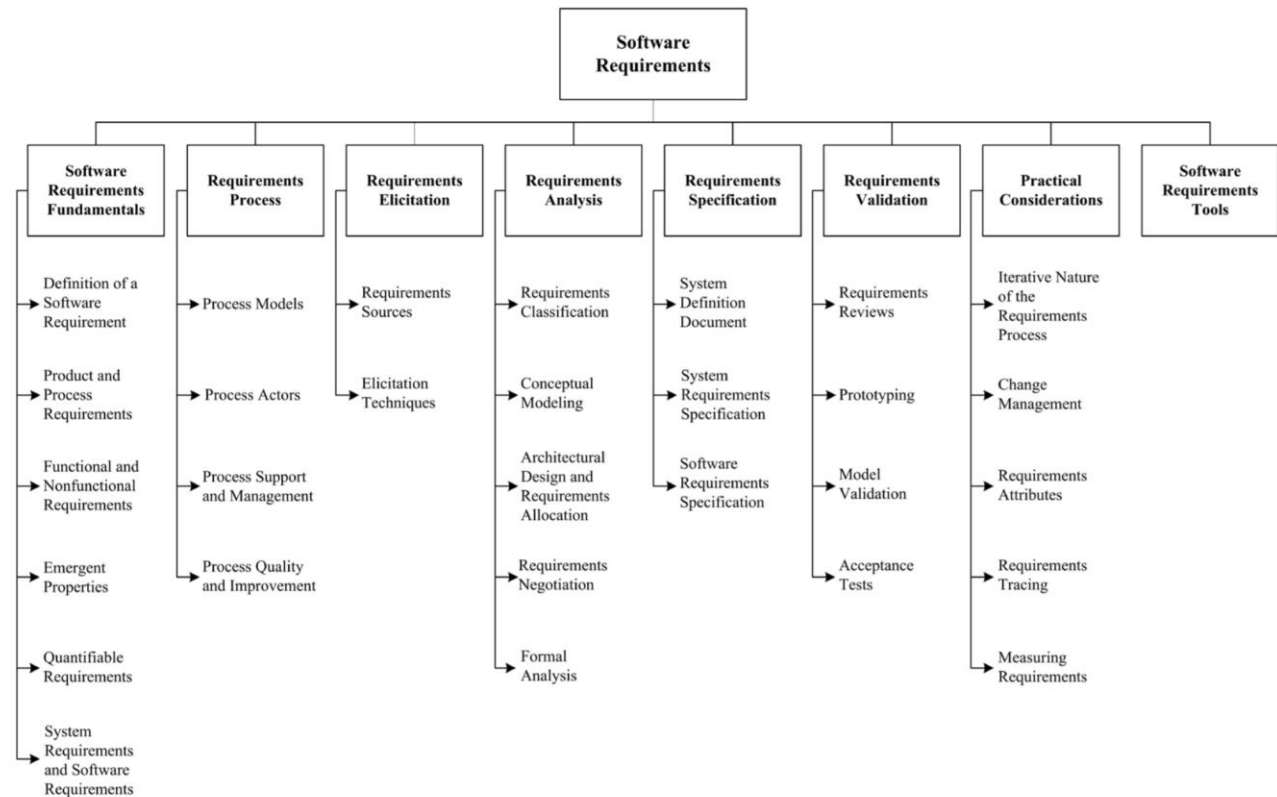 Software
Requirements
Software
Requirements
Fundamentals
Requirements
Process
Requirements
Elicitation
Requirements
Analysis
Requirements
Specification
Requirements
Validation
Practical
Considerations
Software
Requirements
Tools
Definition of a
Software
Requirement
Product and
Process
Requirements
Functional and
Nonfunctional
Requirements
Emergent
Properties
Quantifiable
Requirements
System
Requirements
and Software
Requirements
Process Models
Process Actors
Process Support
and Management
Process Quality
and Improvement
Requirements
Sources
Elicitation
Techniques
Requirements
Classification
Conceptual
Modeling
Architectural
Design and
Requirements
Allocation
Requirements
Negotiation
Formal
Analysis
System
Definition
Document
System
Requirements
Specification
Software
Requirements
Specification
Requirements
Reviews
Prototyping
Model
Validation
Acceptance
Tests
Iterative Nature
of the
Requirements
Process
Change
Management
Requirements
Attributes
Requirements
Tracing
Measuring
Requirements